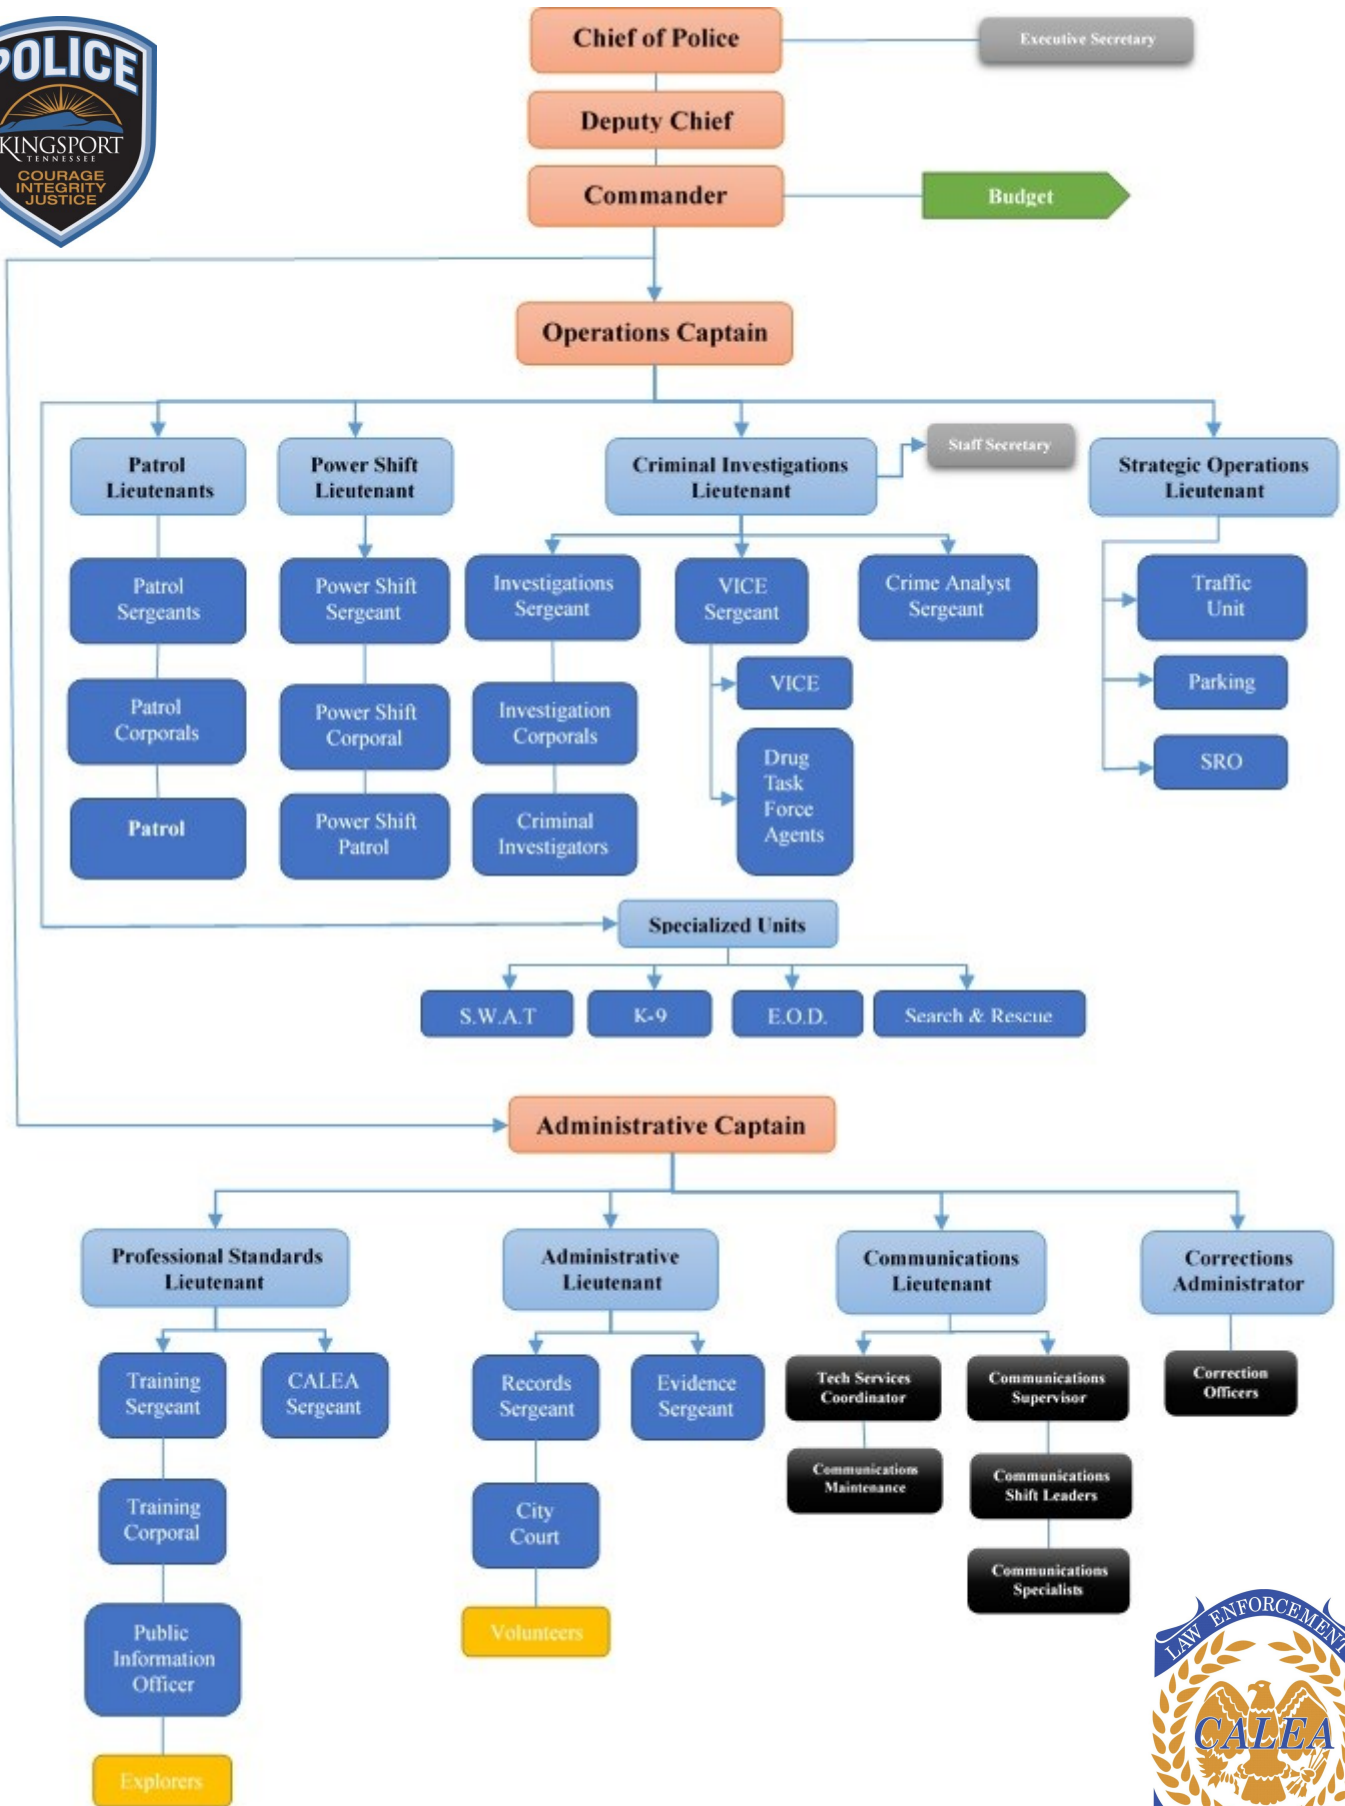 POLICE
KINGSPORT
TENNESSEE
COURAGE
INTEGRITY
JUSTICE
Chief of Police
Executive Secretary
Deputy Chief
Commander
Budget
Operations Captain
Patrol
Lieutenants
Power Shift
Lieutenant
Criminal Investigations
Lieutenant
Staff Secretary
Strategic Operations
Lieutenant
Patrol
Sergeants
Power Shift
Sergeant
Investigations
Sergeant
VICE
Sergeant
Crime Analyst
Sergeant
Traffic
Unit
Patrol
Corporals
Power Shift
Corporal
Investigation
Corporals
VICE
Parking
Patrol
Power Shift
Patrol
Criminal
Investigators
Drug
Task
Force
Agents
SRO
Specialized Units
S.W.A.T
K-9
E.O.D.
Search & Rescue
Administrative Captain
Professional Standards
Lieutenant
Administrative
Lieutenant
Communications
Lieutenant
Corrections
Administrator
Training
Sergeant
CALEA
Sergeant
Records
Sergeant
Evidence
Sergeant
Tech Services
Coordinator
Communications
Supervisor
Correction
Officers
Training
Corporal
City
Court
Communications
Maintenance
Communications
Shift Leaders
Public
Information
Officer
Volunteers
Communications
Specialists
Explorers
LAW ENFORCEMENT
CALEA